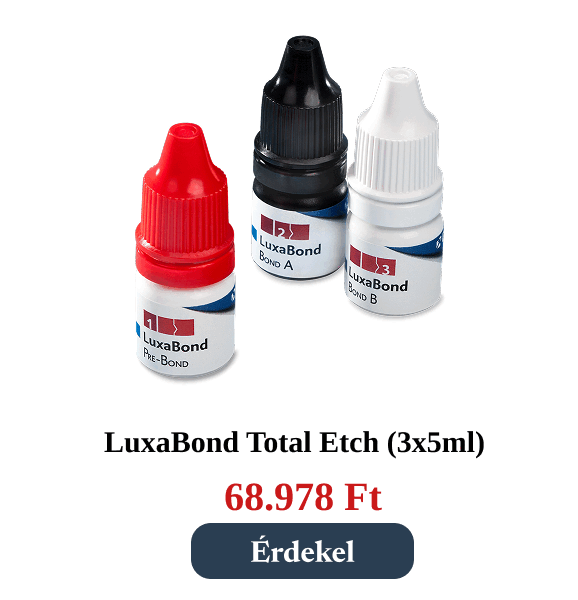 2
LuxaBond
Bond A
3
LuxaBond
Bond B
1
LuxaBond
Pre-Bond
LuxaBond Total Etch (3x5ml)
68.978 Ft
Érdekel